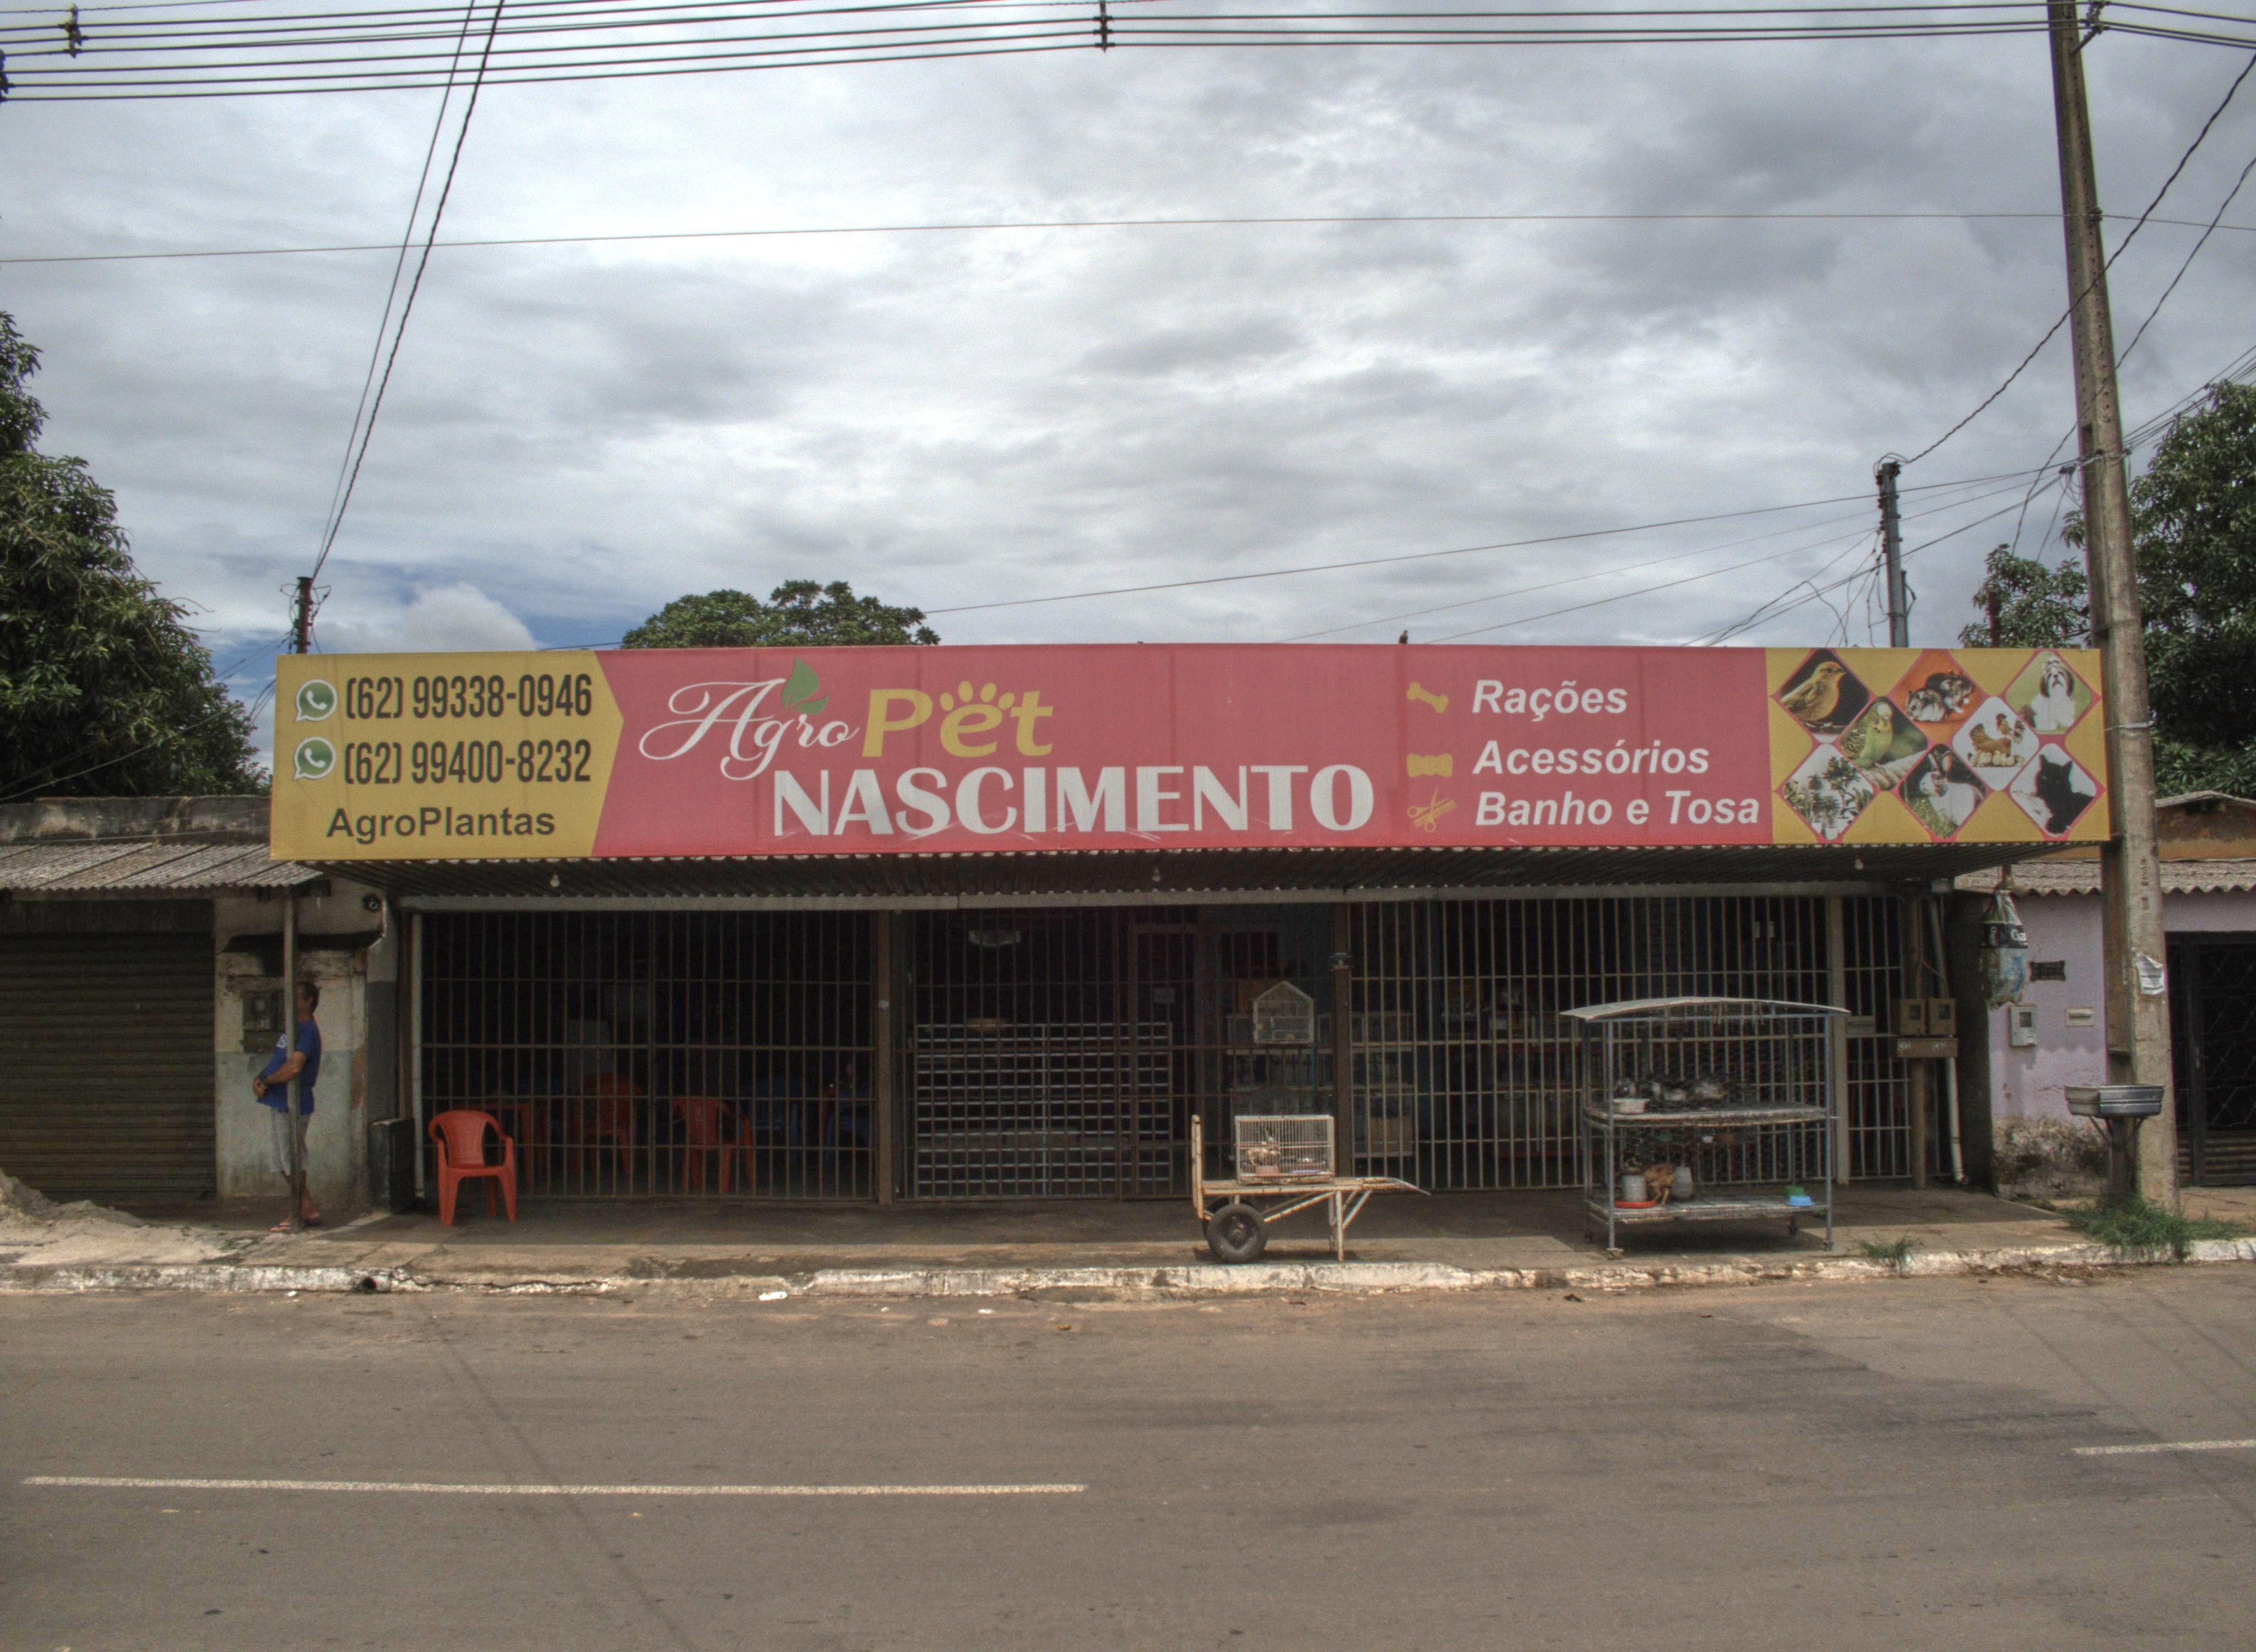 (62) 99338-0946
(62) 99400-8232
AgroPlantas
Agro Pet
NASCIMENTO
Rações
Acessórios
Banho e Tosa